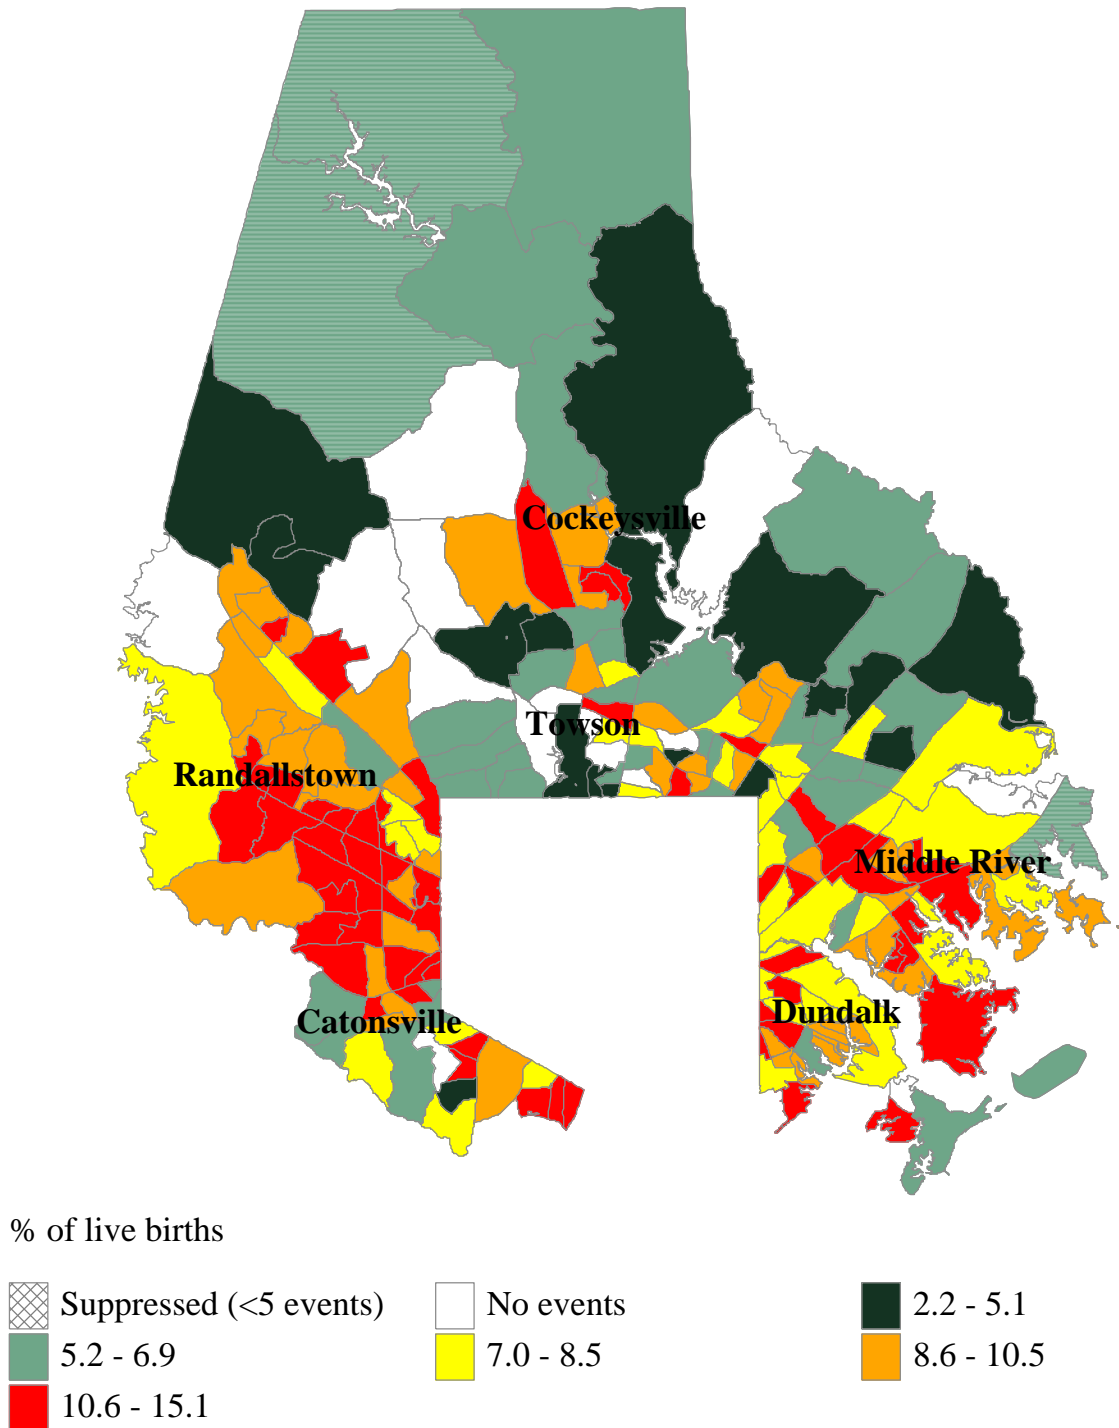 Cockeysville
Towson
Randallstown
Middle River
Dundalk
Catonsville
% of live births
Suppressed (<5 events)
No events
2.2 - 5.1
5.2 - 6.9
7.0 - 8.5
8.6 - 10.5
10.6 - 15.1